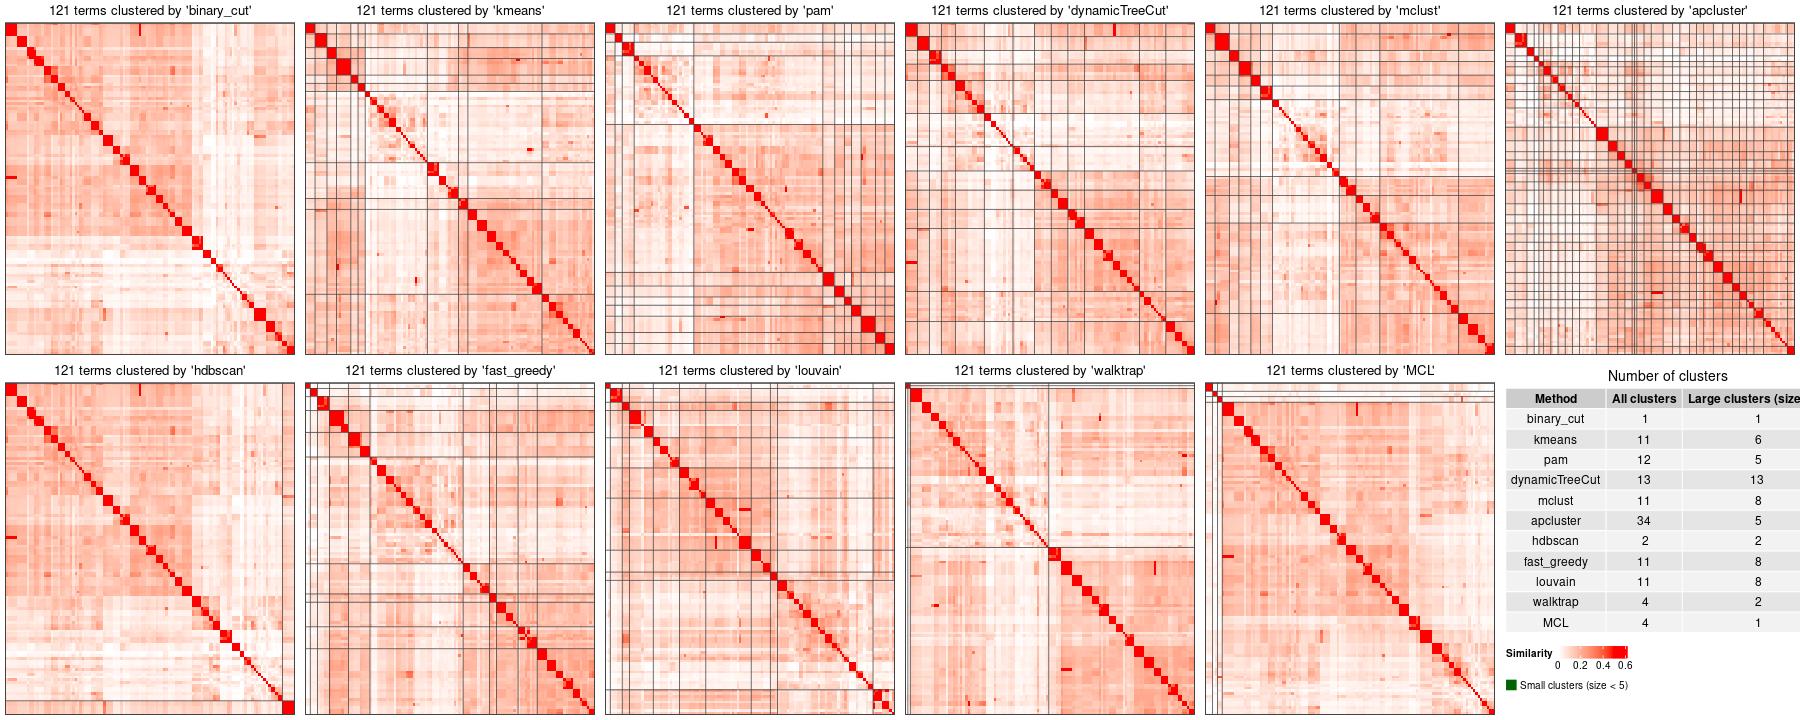 121 terms clustered by 'binary_cut'
121 terms clustered by 'kmeans'
121 terms clustered by 'pam'
121 terms clustered by 'dynamicTreeCut'
121 terms clustered by 'mclust'
121 terms clustered by 'apcluster'
121 terms clustered by 'hdbscan'
121 terms clustered by 'fast_greedy'
121 terms clustered by 'louvain'
121 terms clustered by 'walktrap'
121 terms clustered by 'MCL'
Number of clusters
Method All clusters Large clusters (size
binary_cut 1 1
kmeans 11 6
pam 12 5
dynamicTreeCut 13 13
mclust 11 8
apcluster 34 5
hdbscan 2 2
fast_greedy 11 8
louvain 11 8
walktrap 4 2
MCL 4 1
Similarity
0 0.2 0.4 0.6
Small clusters (size < 5)